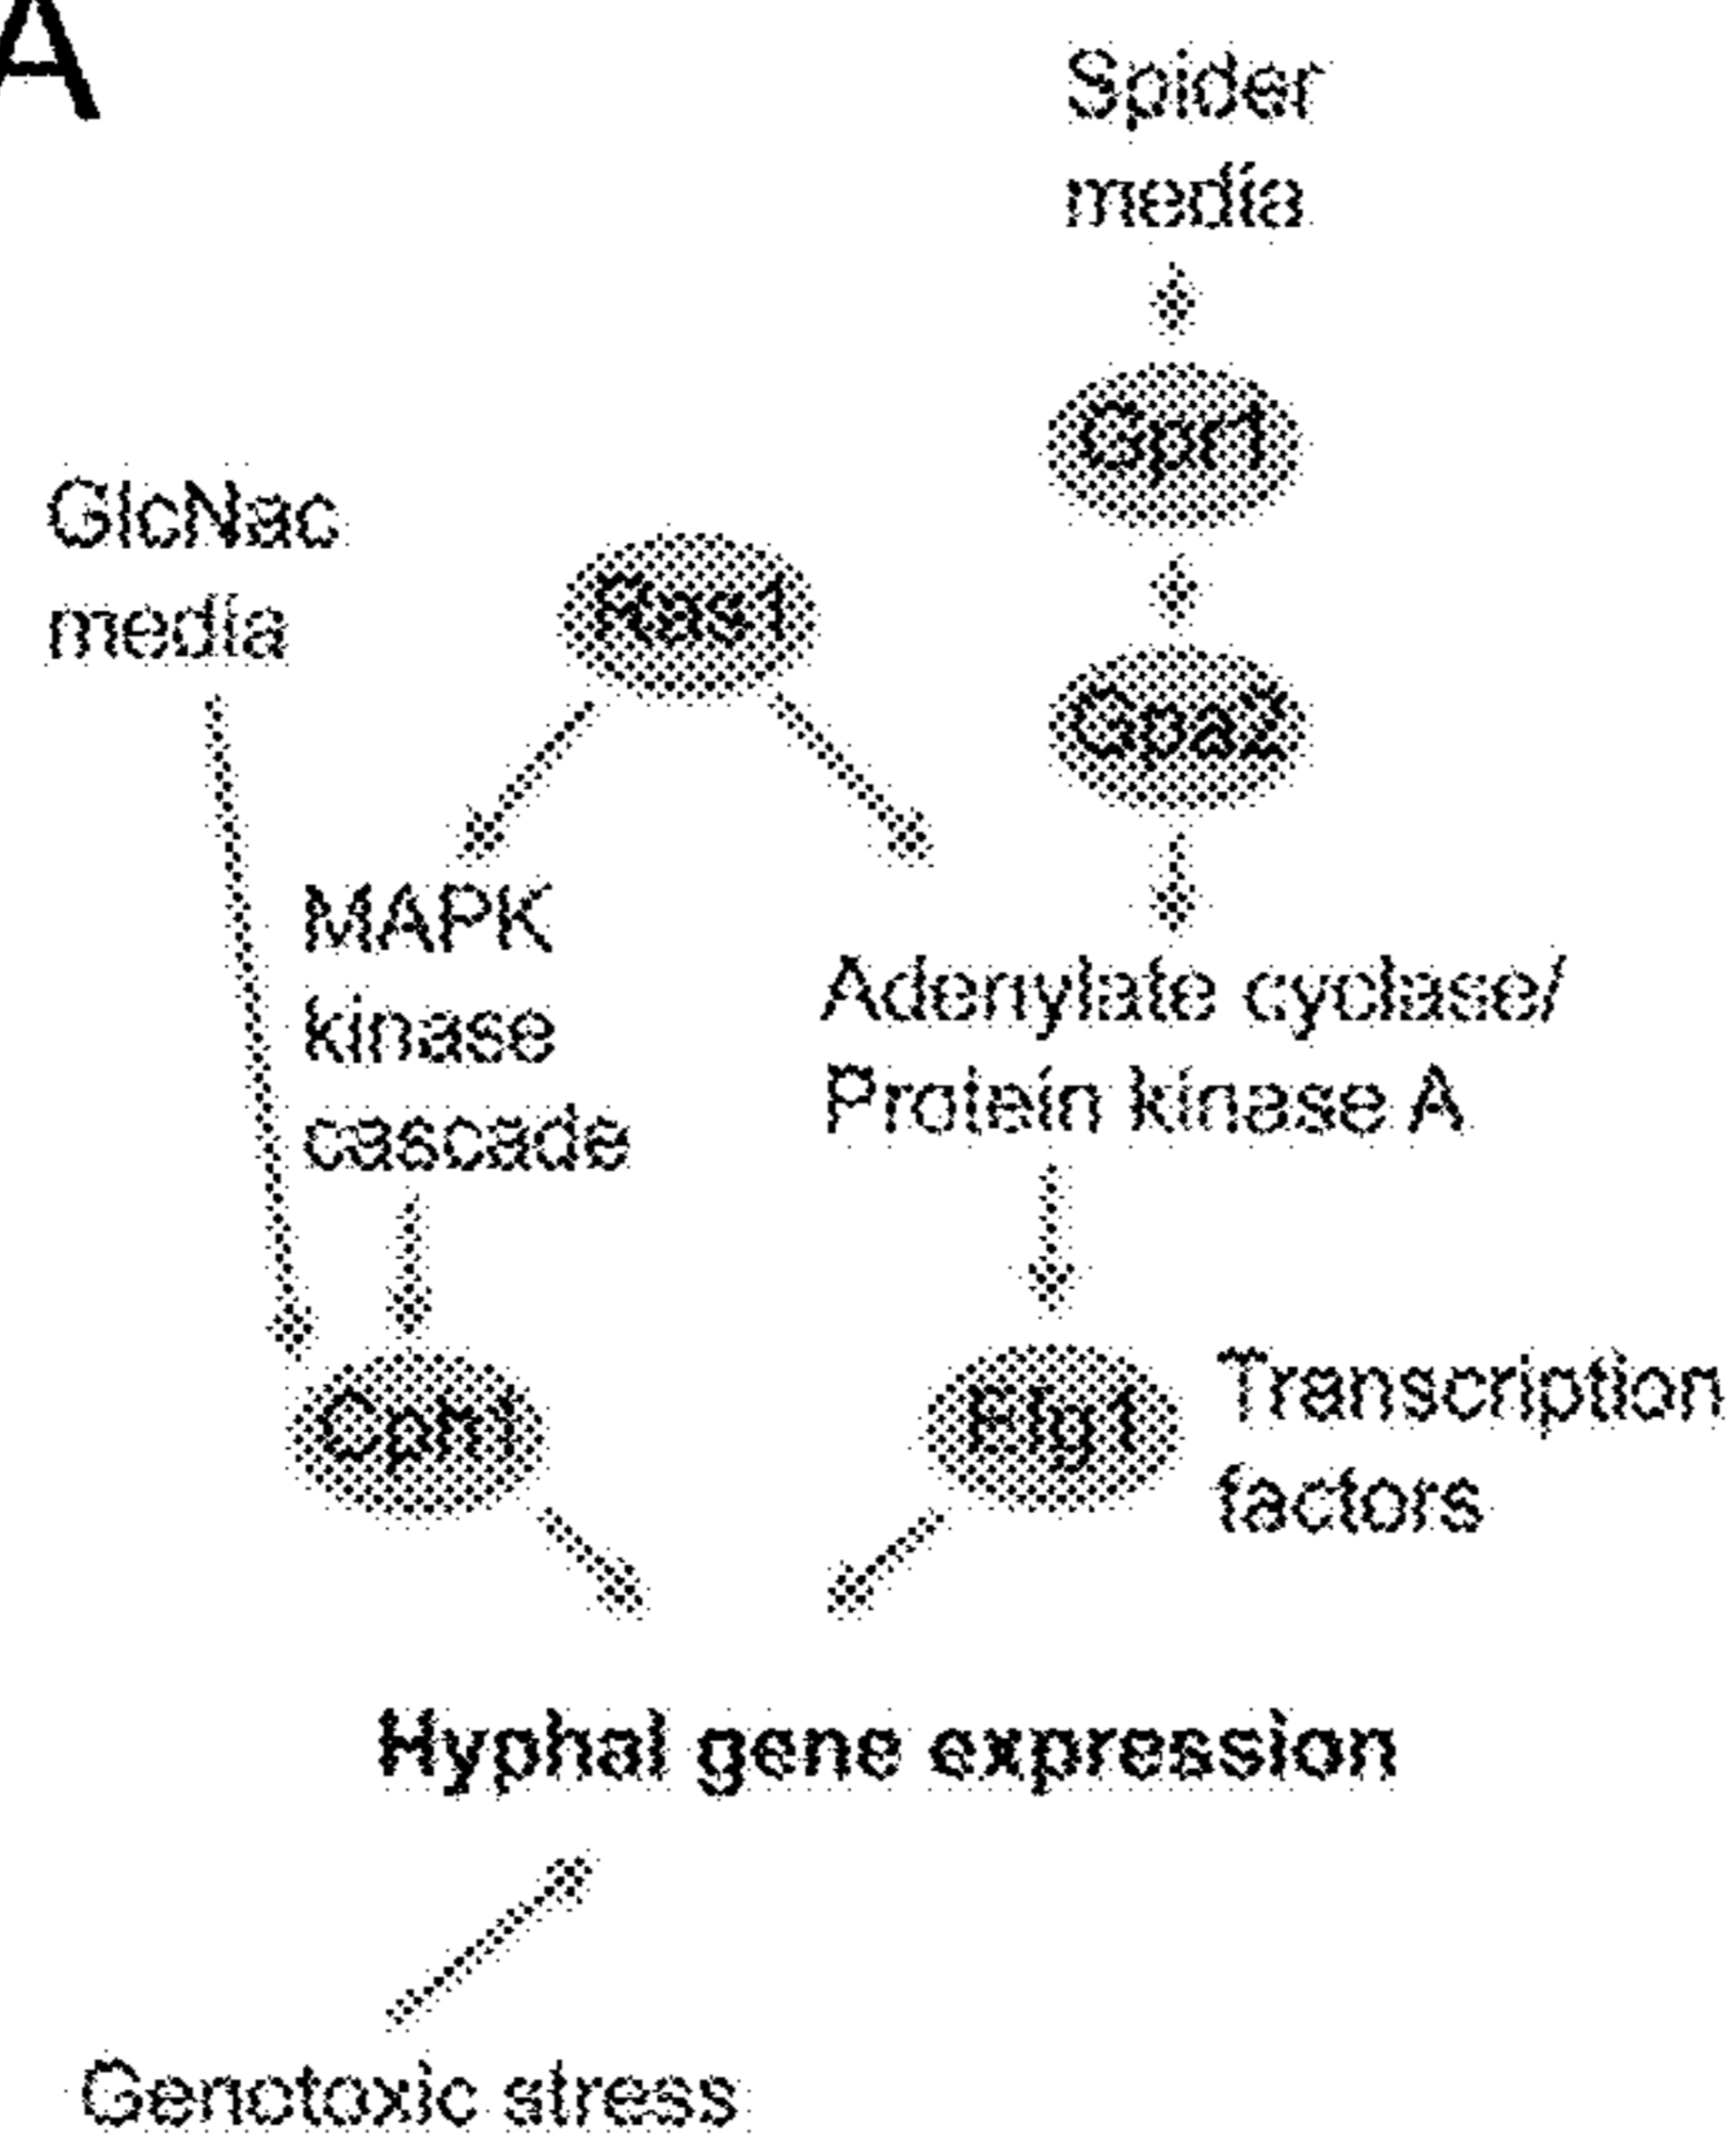 A
Spider
media
Gpr1
GlcNac
media
Ras1
Gpa2
MAPK
kinase
cascade
Adenylate cyclase/
Protein kinase A
Cph1
Efg1
Transcription
factors
Hyphal gene expression
Genotoxic stress